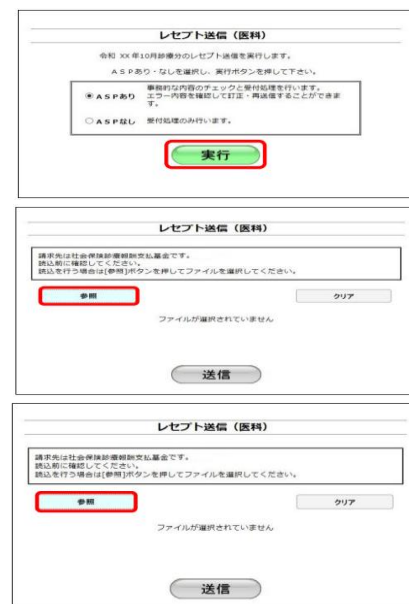 レセプト送信(医科)
令和 XX 年10月診療分のレセプト送信を実行します。
ASPあり・なしを選択し、実行ボタンを押して下さい。
ASPあり
事務的な内容のチェックと受付処理を行います。
エラー内容を確認して訂正・再送信することができま
す。
ASPなし 受付処理のみ行います。
実行
レセプト送信(医科)
請求先は社会保険診療報酬支払基金です。
読込前に確認してください。
読込を行う場合は[参照]ボタンを押してファイルを選択してください。
参照 クリア
ファイルが選択されていません
送信
レセプト送信(医科)
請求先は社会保険診療報酬支払基金です。
読込前に確認してください。
読込を行う場合は[参照]ボタンを押してファイルを選択してください。
参照 クリア
ファイルが選択されていません
送信